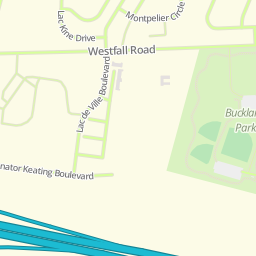 Montpelier Circle
Lac Kine Drive
Westfall Road
Lac de Ville Boulevard
Buckla
Park
nator Keating Boulevard